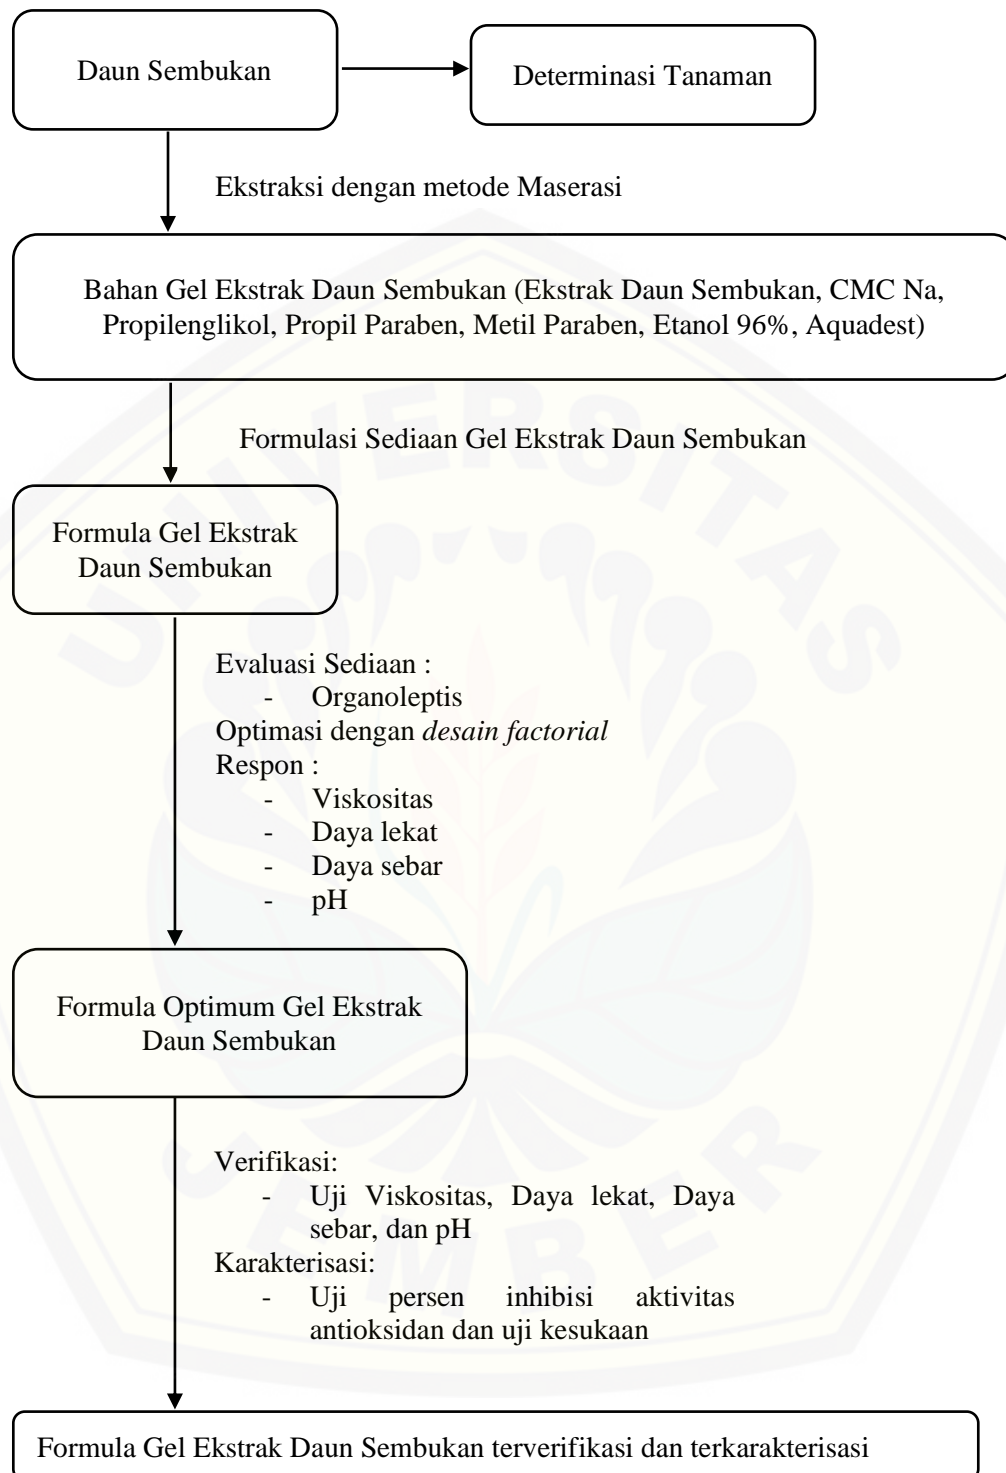 Daun Sembukan
Determinasi Tanaman
Ekstraksi dengan metode Maserasi
Bahan Gel Ekstrak Daun Sembukan (Ekstrak Daun Sembukan, CMC Na,
Propilenglikol, Propil Paraben, Metil Paraben, Etanol 96%, Aquadest)
Formulasi Sediaan Gel Ekstrak Daun Sembukan
Formula Gel Ekstrak
Daun Sembukan
Evaluasi Sediaan :
- Organoleptis
Optimasi dengan desain factorial
Respon :
- Viskositas
- Daya lekat
- Daya sebar
- pH
Formula Optimum Gel Ekstrak
Daun Sembukan
Verifikasi:
- Uji Viskositas, Daya lekat, Daya
sebar, dan pH
Karakterisasi:
- Uji persen inhibisi aktivitas
antioksidan dan uji kesukaan
Formula Gel Ekstrak Daun Sembukan terverifikasi dan terkarakterisasi
UNIVERSITAS
JEMBER